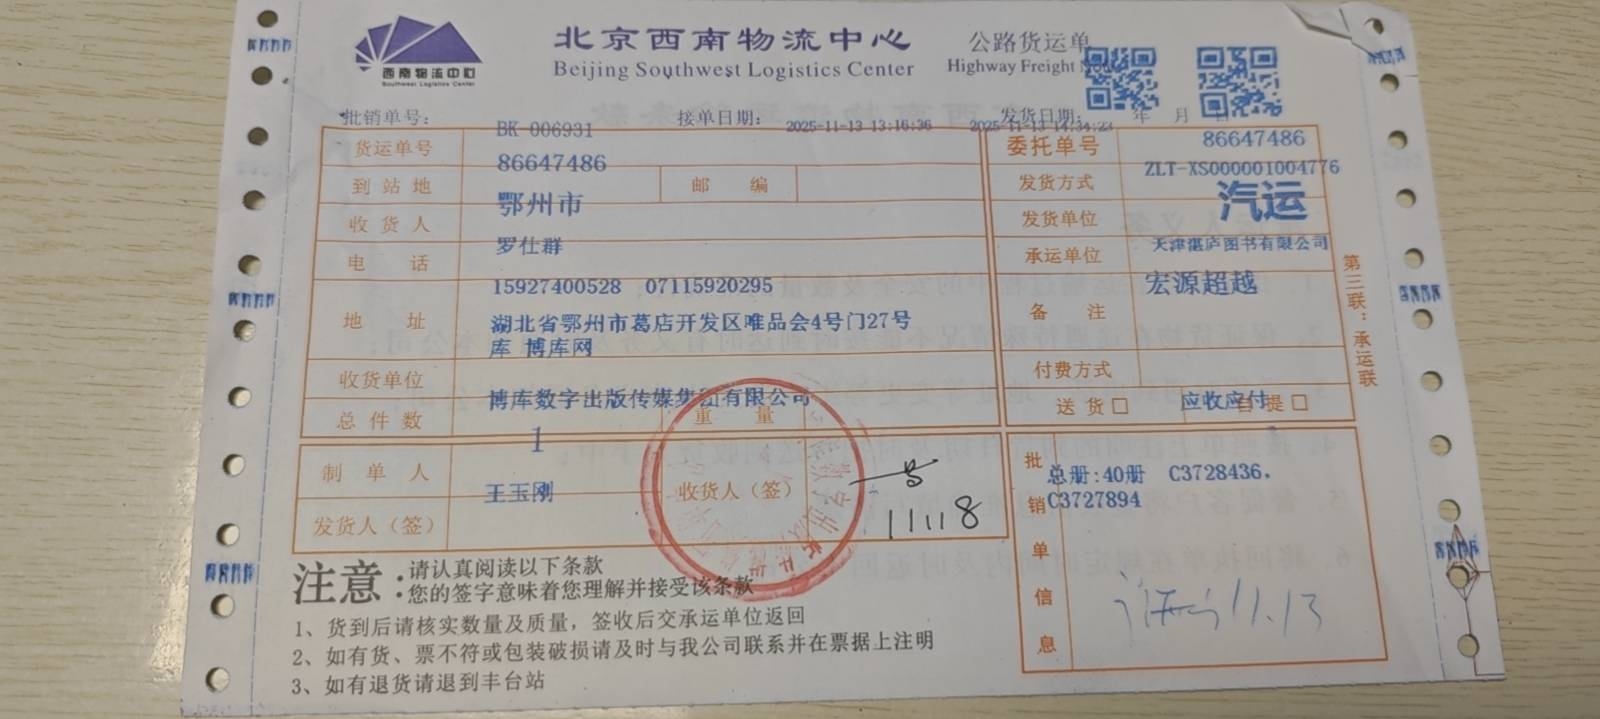 西南物流中心
Southwest Logistics Center
北京西南物流中心
Beijing Southwest Logistics Center
公路货运单
Highway Freight
批销单号: BK-006931
接单日期: 2025-11-13 13:16:36
发货日期: 年 月 日
2025-11-13 14:34:23
货运单号 86647486
到站地 鄂州市 邮编
收货人 罗仕群
电话 15927400528 07115920295
地址 湖北省鄂州市葛店开发区唯品会4号门27号
库 博库网
收货单位 博库数字出版传媒集团有限公司
总件数 1 重量
制单人 王玉刚
发货人(签)
收货人(签)
11118
委托单号 86647486
ZLT-XS000001004776
发货方式 汽运
发货单位 天津湛庐图书有限公司
承运单位 宏源超越
备注
付费方式 应收应付
送货□ 自提□
第三联:承运联
批销单信息
总册:40册 C3728436.
C3727894
11.13
注意:
请认真阅读以下条款
您的签字意味着您理解并接受该条款
1、货到后请核实数量及质量,签收后交承运单位返回
2、如有货、票不符或包装破损请及时与我公司联系并在票据上注明
3、如有退货请退到丰台站